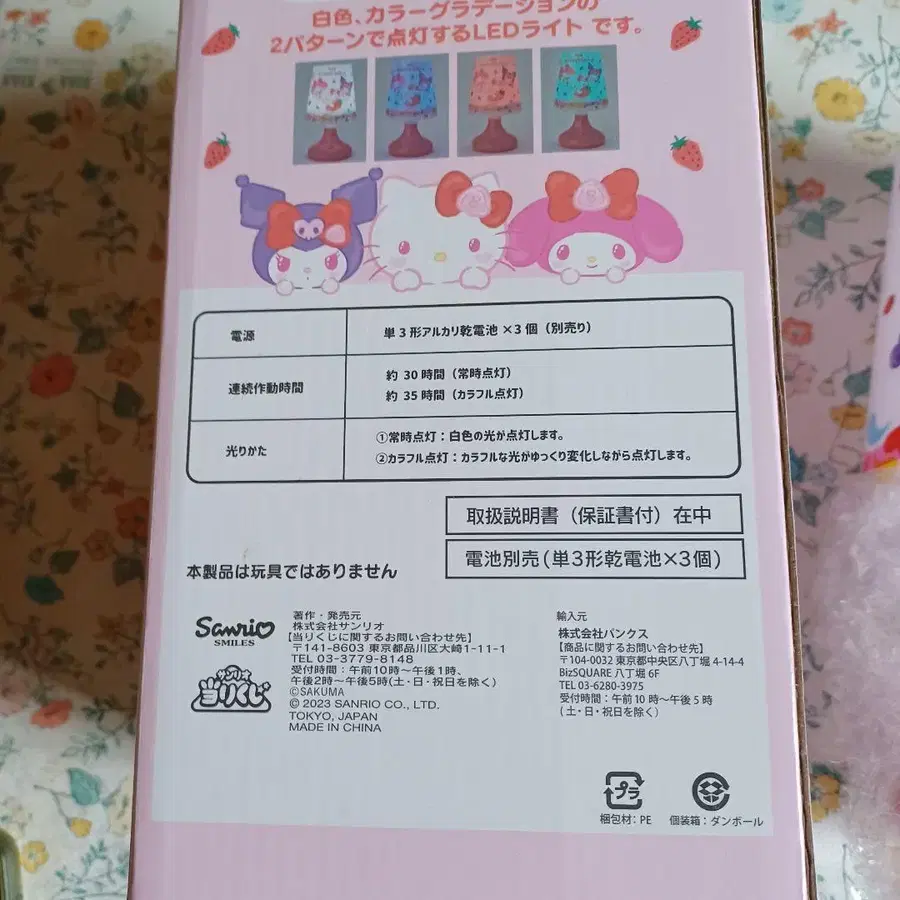 白色、カラーグラデーションの
2パターンで点灯するLEDライト です。
電源
単3形アルカリ乾電池×3個（別売り）
連続作動時間
約 30 時間（常時点灯）
約 35 時間（カラフル点灯）
光りかた
①常時点灯：白色の光が点灯します。
②カラフル点灯：カラフルな光がゆっくり変化しながら点灯します。
取扱説明書（保証書付）在中
電池別売（単3形乾電池×3個）
本製品は玩具ではありません
Sanrio
SMILES
サンリオ
当りくじ
著作・発売元
株式会社サンリオ
【当りくじに関するお問い合わせ先】
〒141-8603 東京都品川区大崎1-11-1
TEL 03-3779-8148
受付時間：午前10時～午後1時、
午後2時～午後5時(土・日・祝日を除く)
©SAKUMA
© 2023 SANRIO CO., LTD.
TOKYO, JAPAN
MADE IN CHINA
輸入元
株式会社バンクス
【商品に関するお問い合わせ先】
〒104-0032 東京都中央区八丁堀 4-14-4
BizSQUARE 八丁堀 6F
TEL 03-6280-3975
受付時間：午前 10 時～午後 5 時
(土・日・祝日を除く)
プラ
梱包材：PE
個装箱：ダンボール